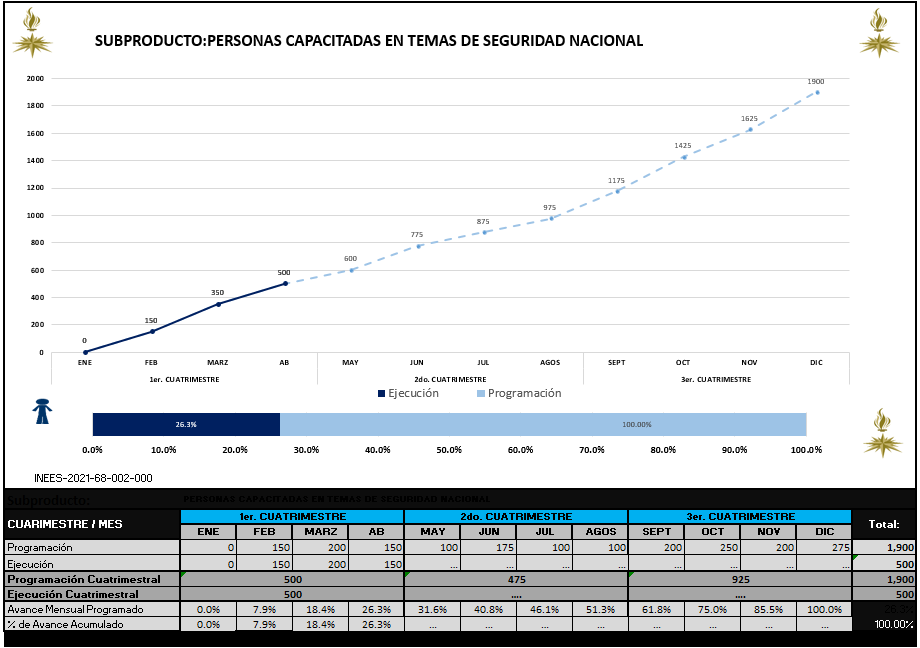 SUBPRODUCTO:PERSONAS CAPACITADAS EN TEMAS DE SEGURIDAD NACIONAL
2000
1800
1600
1400
1200
1000
800
600
400
200
0
0 150 350 500 600 775 875 975 1175 1425 1625 1900
ENE FEB MARZ AB MAY JUN JUL AGOS SEPT OCT NOV DIC
1er. CUATRIMESTRE 2do. CUATRIMESTRE 3er. CUATRIMESTRE
Ejecución Programación
26.3% 100.00%
0.0% 10.0% 20.0% 30.0% 40.0% 50.0% 60.0% 70.0% 80.0% 90.0% 100.0%
INEES-2021-68-002-000
Subproducto: PERSONAS CAPACITADAS EN TEMAS DE SEGURIDAD NACIONAL
CUARIMESTRE / MES 1er. CUATRIMESTRE 2do. CUATRIMESTRE 3er. CUATRIMESTRE Total:
ENE FEB MARZ AB MAY JUN JUL AGOS SEPT OCT NOV DIC
Programación 0 150 200 150 100 175 100 100 200 250 200 275 1,900
Ejecución 0 150 200 150 ... ... ... ... ... ... ... ... 500
Programación Cuatrimestral 500 475 925 1,900
Ejecución Cuatrimestral 500 .... .... 500
Avance Mensual Programado 0.0% 7.9% 18.4% 26.3% 31.6% 40.8% 46.1% 51.3% 61.8% 75.0% 85.5% 100.0% 26.3%
% de Avance Acumulado 0.0% 7.9% 18.4% 26.3% ... ... ... ... ... ... ... ... 100.00%